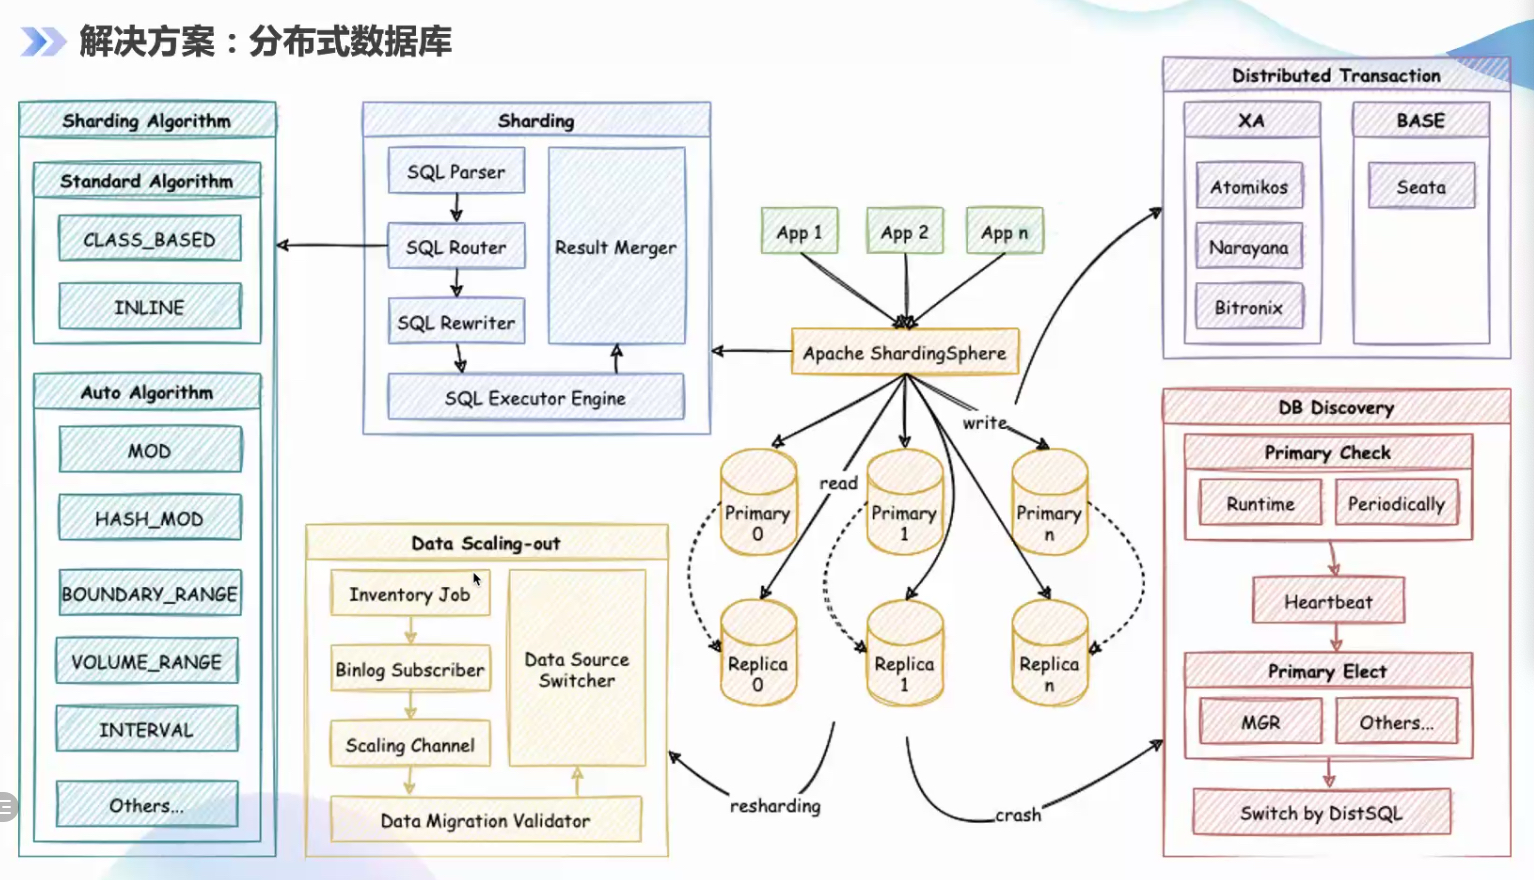 解决方案：分布式数据库
Sharding Algorithm
Standard Algorithm
CLASS_BASED
INLINE
Auto Algorithm
MOD
HASH_MOD
BOUNDARY_RANGE
VOLUME_RANGE
INTERVAL
Others...
Sharding
SQL Parser
SQL Router
SQL Rewriter
Result Merger
SQL Executor Engine
Data Scaling-out
Inventory Job
Binlog Subscriber
Scaling Channel
Data Source
Switcher
Data Migration Validator
App 1
App 2
App n
Apache ShardingSphere
write
read
Primary
0
Primary
1
Primary
n
Replica
0
Replica
1
Replica
n
resharding
crash
Distributed Transaction
XA
Atomikos
Narayana
Bitronix
BASE
Seata
DB Discovery
Primary Check
Runtime
Periodically
Heartbeat
Primary Elect
MGR
Others...
Switch by DistSQL